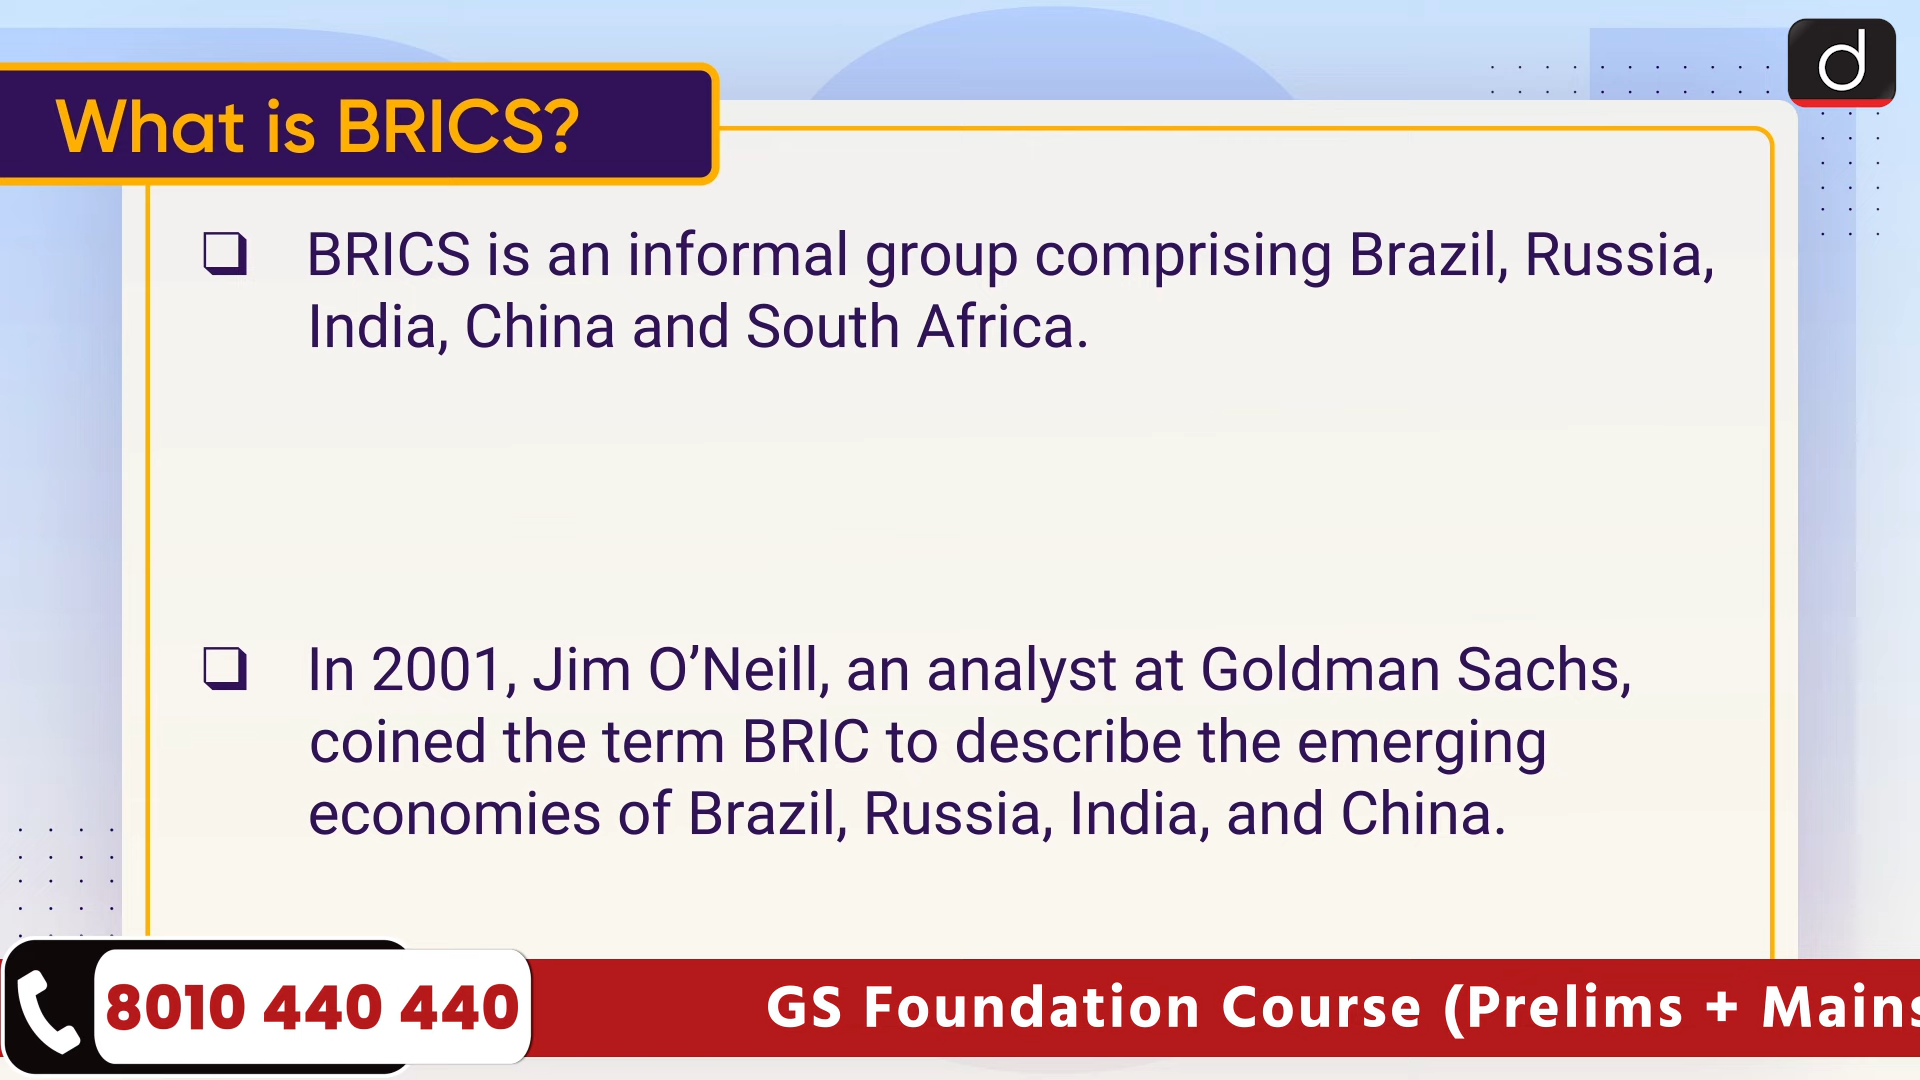 What is BRICS?
❑ BRICS is an informal group comprising Brazil, Russia,
India, China and South Africa.
❑ In 2001, Jim O’Neill, an analyst at Goldman Sachs,
coined the term BRIC to describe the emerging
economies of Brazil, Russia, India, and China.
8010 440 440
GS Foundation Course (Prelims + Mains
d